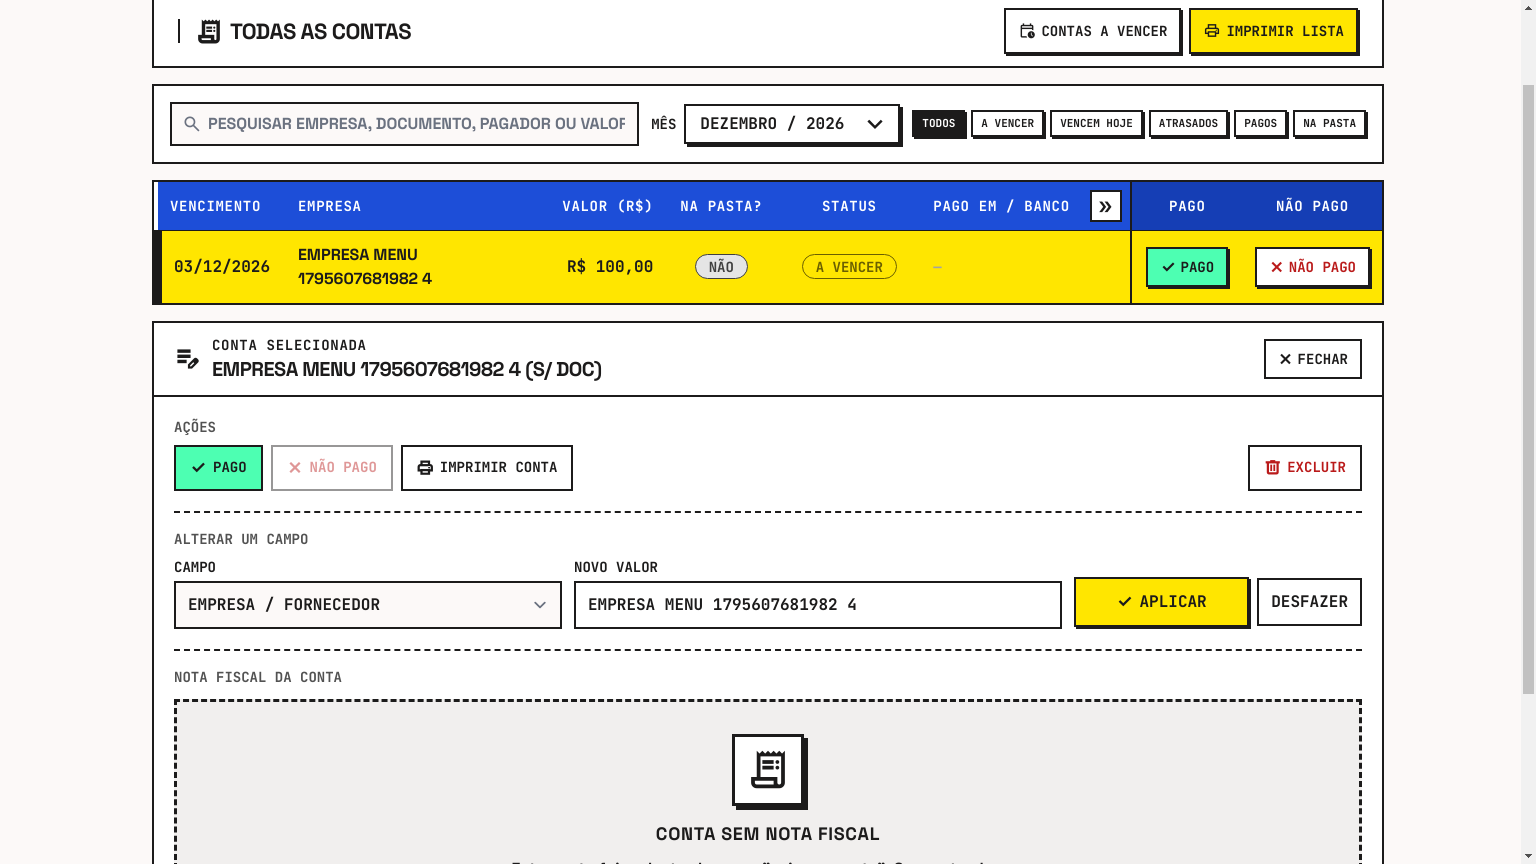 TODAS AS CONTAS
CONTAS A VENCER
IMPRIMIR LISTA
PESQUISAR EMPRESA, DOCUMENTO, PAGADOR OU VALOR
MÊS
DEZEMBRO / 2026
TODOS
A VENCER
VENCEM HOJE
ATRASADOS
PAGOS
NA PASTA
VENCIMENTO EMPRESA VALOR (R$) NA PASTA? STATUS PAGO EM / BANCO » PAGO NÃO PAGO
03/12/2026 EMPRESA MENU 1795607681982 4 R$ 100,00 NÃO A VENCER – PAGO NÃO PAGO
CONTA SELECIONADA
EMPRESA MENU 1795607681982 4 (S/ DOC)
FECHAR
AÇÕES
PAGO
NÃO PAGO
IMPRIMIR CONTA
EXCLUIR
ALTERAR UM CAMPO
CAMPO
EMPRESA / FORNECEDOR
NOVO VALOR
EMPRESA MENU 1795607681982 4
APLICAR
DESFAZER
NOTA FISCAL DA CONTA
CONTA SEM NOTA FISCAL